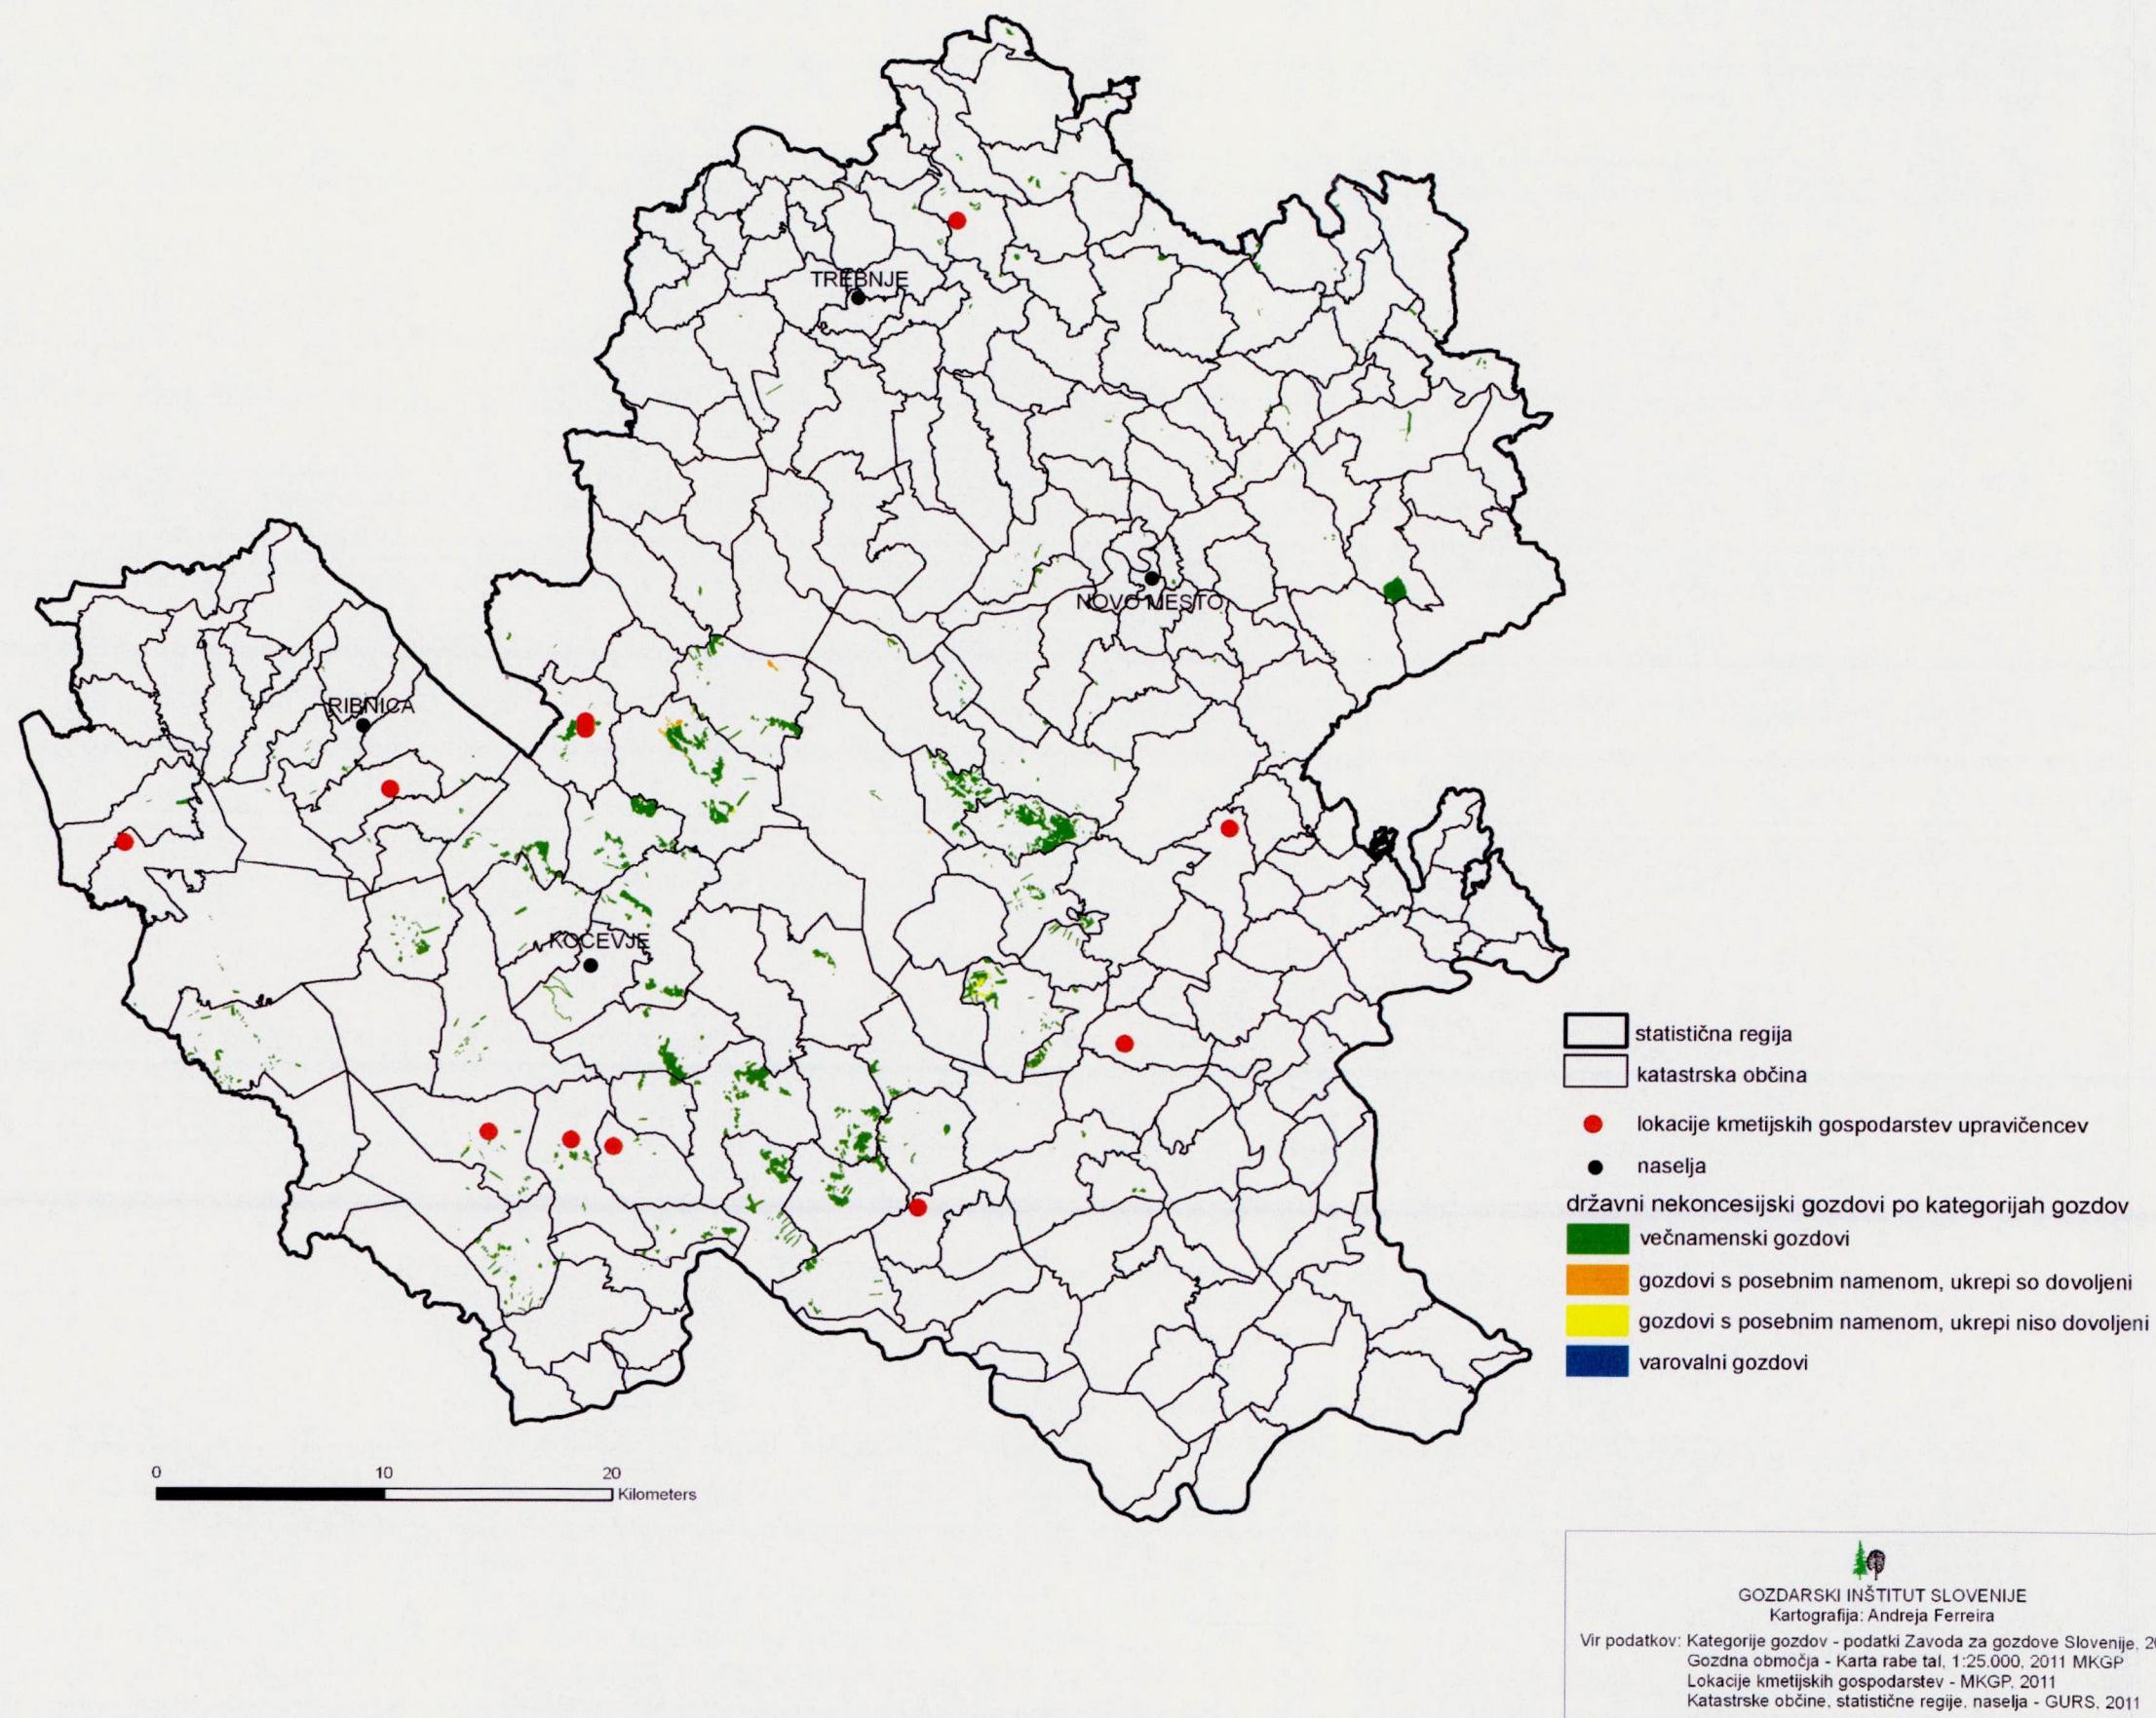 TREBNJE
NOVO MESTO
RIBNICA
KOČEVJE
statistična regija
katastrska občina
lokacije kmetijskih gospodarstev upravičencev
naselja
državni nekoncesijski gozdovi po kategorijah gozdov
večnamenski gozdovi
gozdovi s posebnim namenom, ukrepi so dovoljeni
gozdovi s posebnim namenom, ukrepi niso dovoljeni
varovalni gozdovi
0 10 20
Kilometers
GOZDARSKI INŠTITUT SLOVENIJE
Kartografija: Andreja Ferreira
Vir podatkov: Kategorije gozdov - podatki Zavoda za gozdove Slovenije,
Gozdna območja - Karta rabe tal, 1:25.000, 2011 MKGP
Lokacije kmetijskih gospodarstev - MKGP, 2011
Katastrske občine, statistične regije, naselja - GURS, 2011